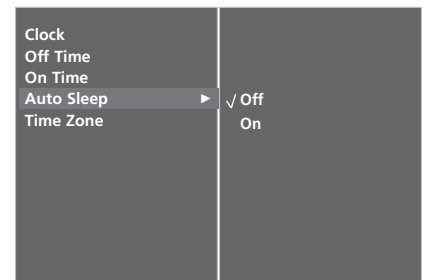 Clock
Off Time
On Time
Auto Sleep ► √ Off
On
Time Zone